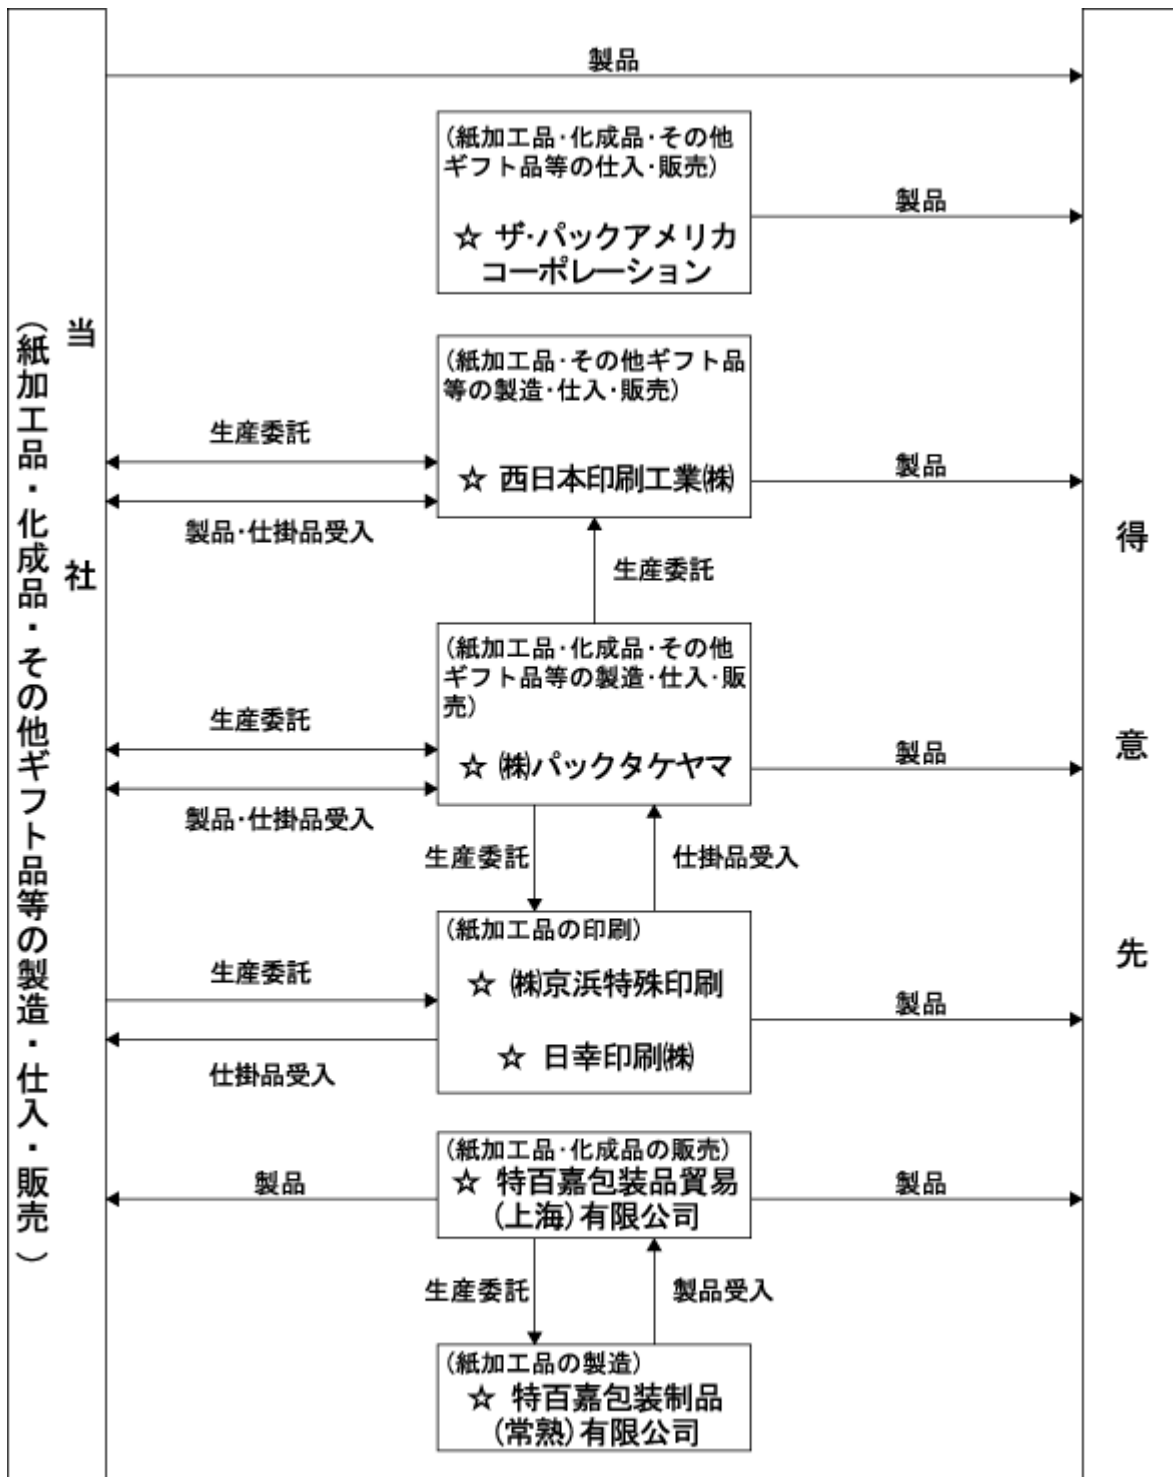 当社
（紙加工品・化成品・その他ギフト品等の製造・仕入・販売）
製品
(紙加工品・化成品・その他
ギフト品等の仕入・販売)
☆ ザ・パックアメリカ
コーポレーション
製品
(紙加工品・その他ギフト品
等の製造・仕入・販売)
☆ 西日本印刷工業㈱
生産委託
製品・仕掛品受入
製品
生産委託
(紙加工品・化成品・その他
ギフト品等の製造・仕入・販
売)
☆ ㈱パックタケヤマ
生産委託
製品・仕掛品受入
製品
生産委託
仕掛品受入
(紙加工品の印刷)
☆ ㈱京浜特殊印刷
☆ 日幸印刷㈱
生産委託
仕掛品受入
製品
(紙加工品・化成品の販売)
☆ 特百嘉包装品貿易
(上海)有限公司
製品
製品
生産委託
製品受入
(紙加工品の製造)
☆ 特百嘉包装制品
(常熟)有限公司
得意先